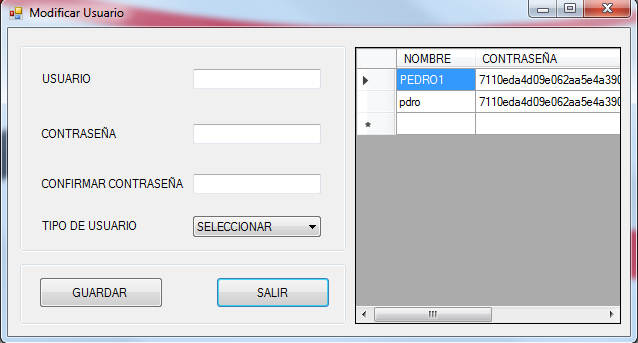 Modificar Usuario
USUARIO
CONTRASEÑA
CONFIRMAR CONTRASEÑA
TIPO DE USUARIO
SELECCIONAR
GUARDAR
SALIR
NOMBRE CONTRASEÑA
PEDRO1 7110eda4d09e062aa5e4a390
pdro 7110eda4d09e062aa5e4a390